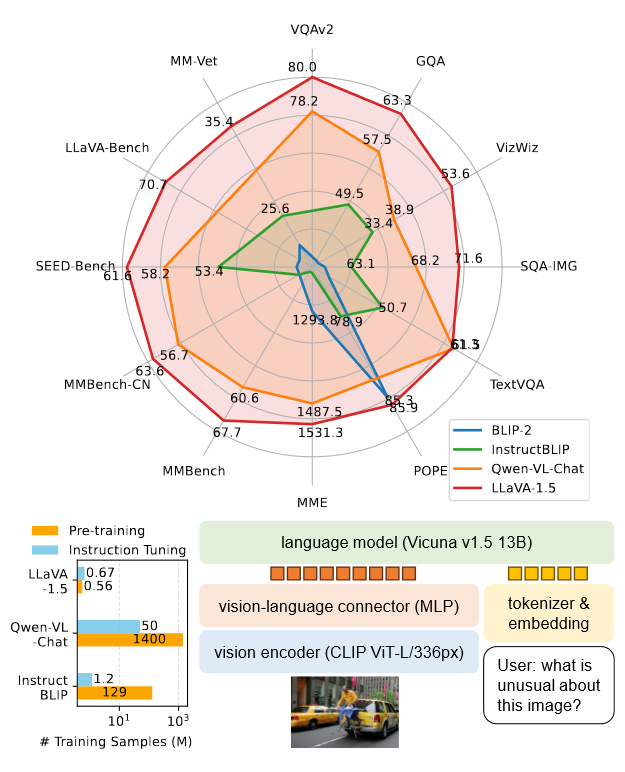 VQAv2
MM-Vet
GQA
80.0
63.3
78.2
35.4
57.5
LLaVA-Bench
VizWiz
70.7
53.6
49.5
25.6
38.9
33.4
SEED-Bench
61.6
58.2
53.4
63.1
68.2
71.6
SQA-IMG
50.7
1293.8
78.9
61.3
56.7
63.6
MMBench-CN
TextVQA
60.6
85.3
85.9
1487.5
67.7
1531.3
MMBench
POPE
MME
BLIP-2
InstructBLIP
Qwen-VL-Chat
LLaVA-1.5
Pre-training
Instruction Tuning
LLaVA
-1.5
0.67
0.56
Qwen-VL
-Chat
50
1400
Instruct
BLIP
1.2
129
10¹ 10³
# Training Samples (M)
language model (Vicuna v1.5 13B)
vision-language connector (MLP)
tokenizer &
embedding
vision encoder (CLIP ViT-L/336px)
User: what is
unusual about
this image?